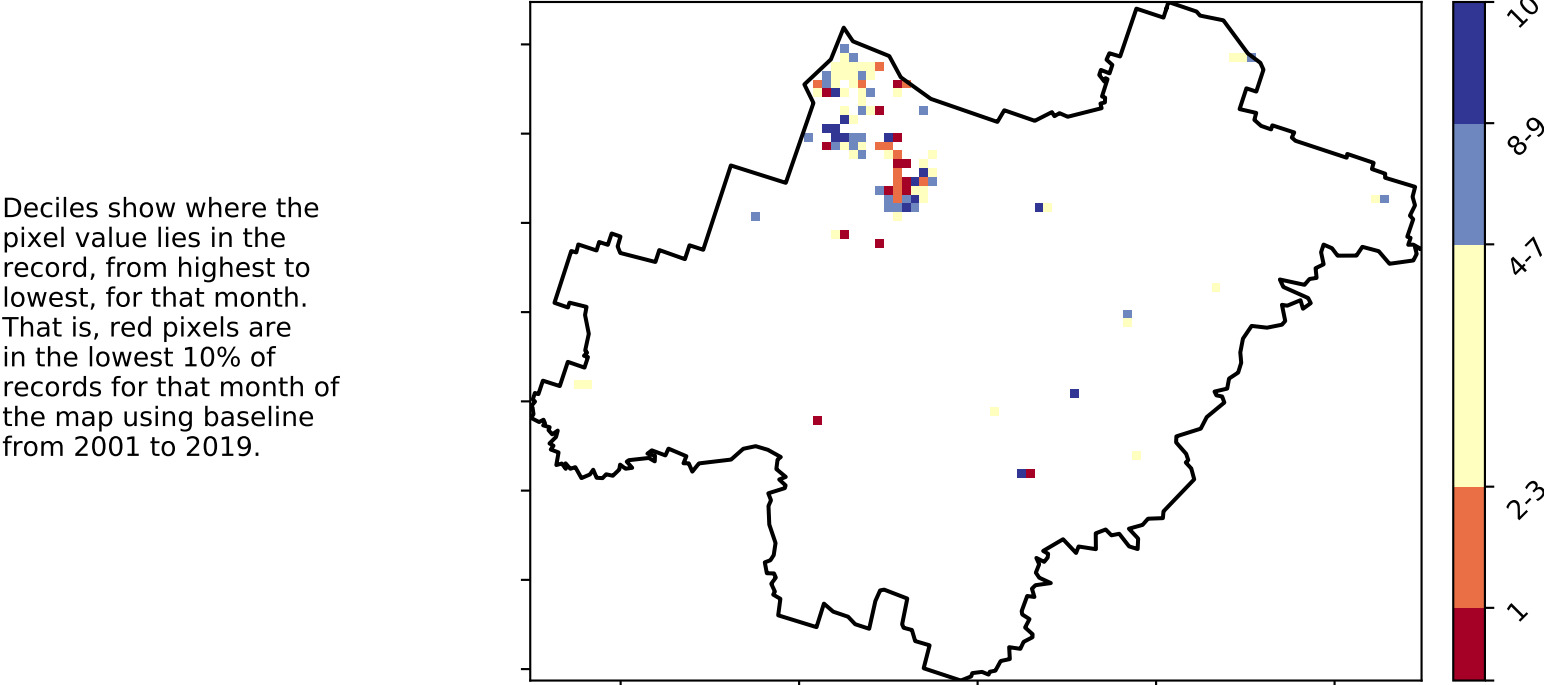 Deciles show where the
pixel value lies in the
record, from highest to
lowest, for that month.
That is, red pixels are
in the lowest 10% of
records for that month of
the map using baseline
from 2001 to 2019.
10
8-9
4-7
2-3
1